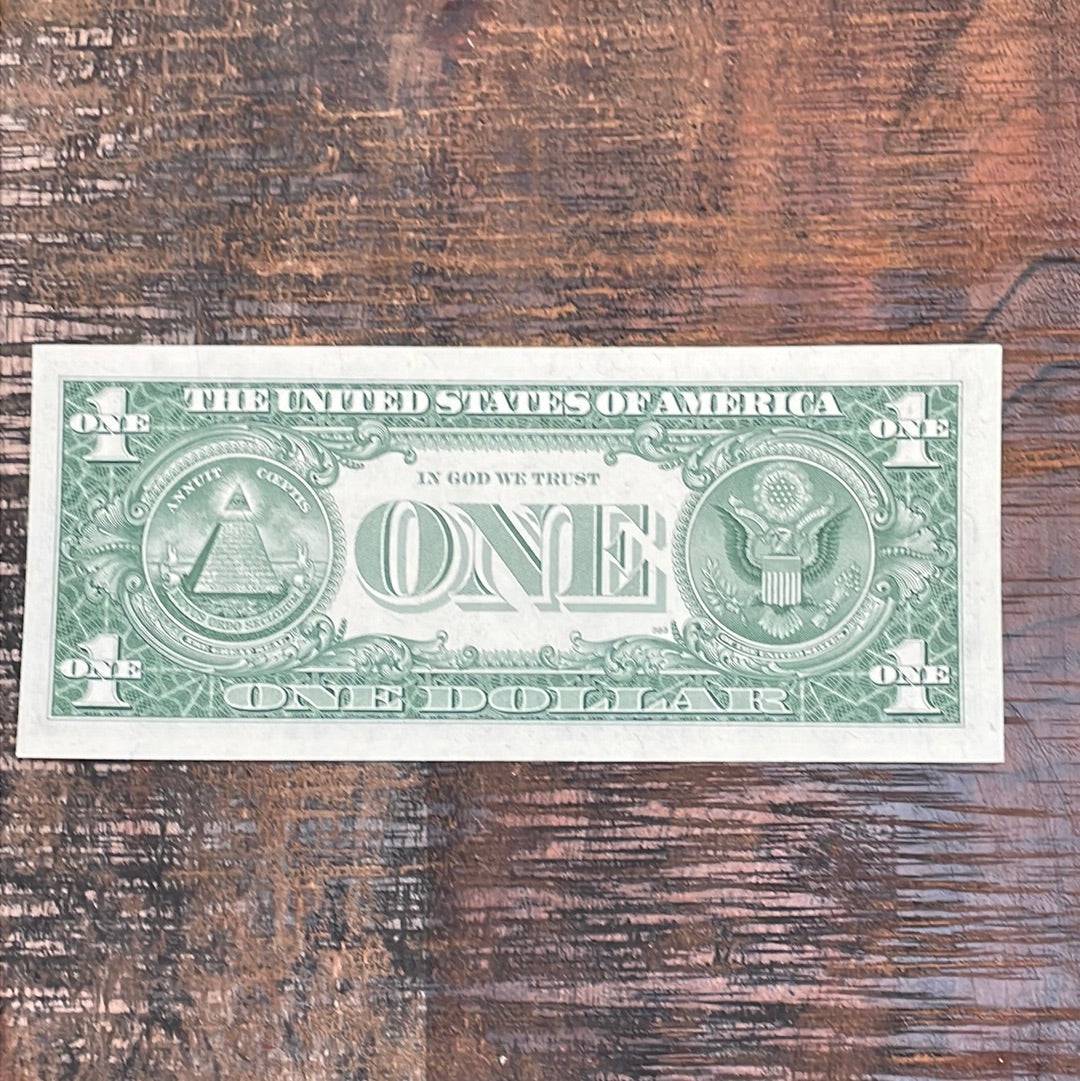 THE UNITED STATES OF AMERICA
1 ONE
1 ONE
ANNUIT COEPTIS
IN GOD WE TRUST
ONE
1 ONE
1 ONE
ONE DOLLAR